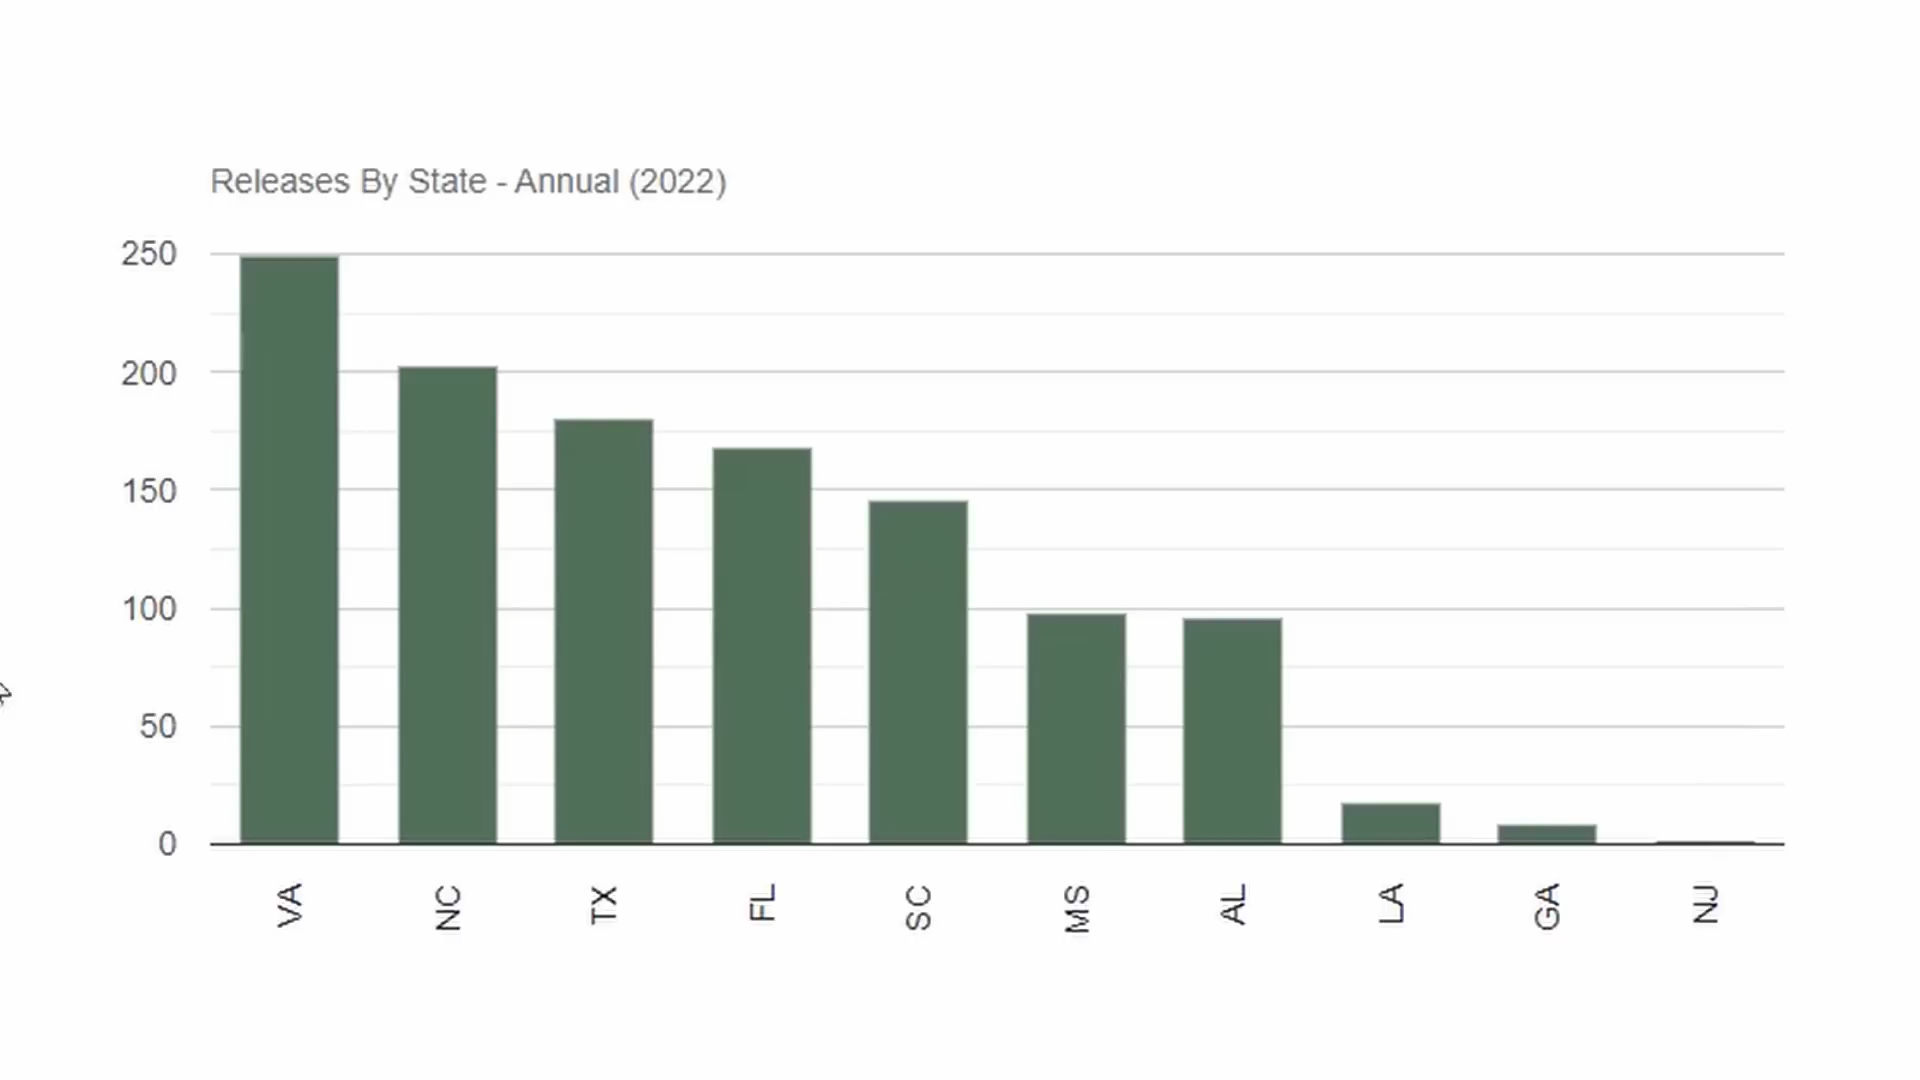 Releases By State - Annual (2022)
250
200
150
100
50
0
VA
NC
TX
FL
SC
MS
AL
LA
GA
NJ